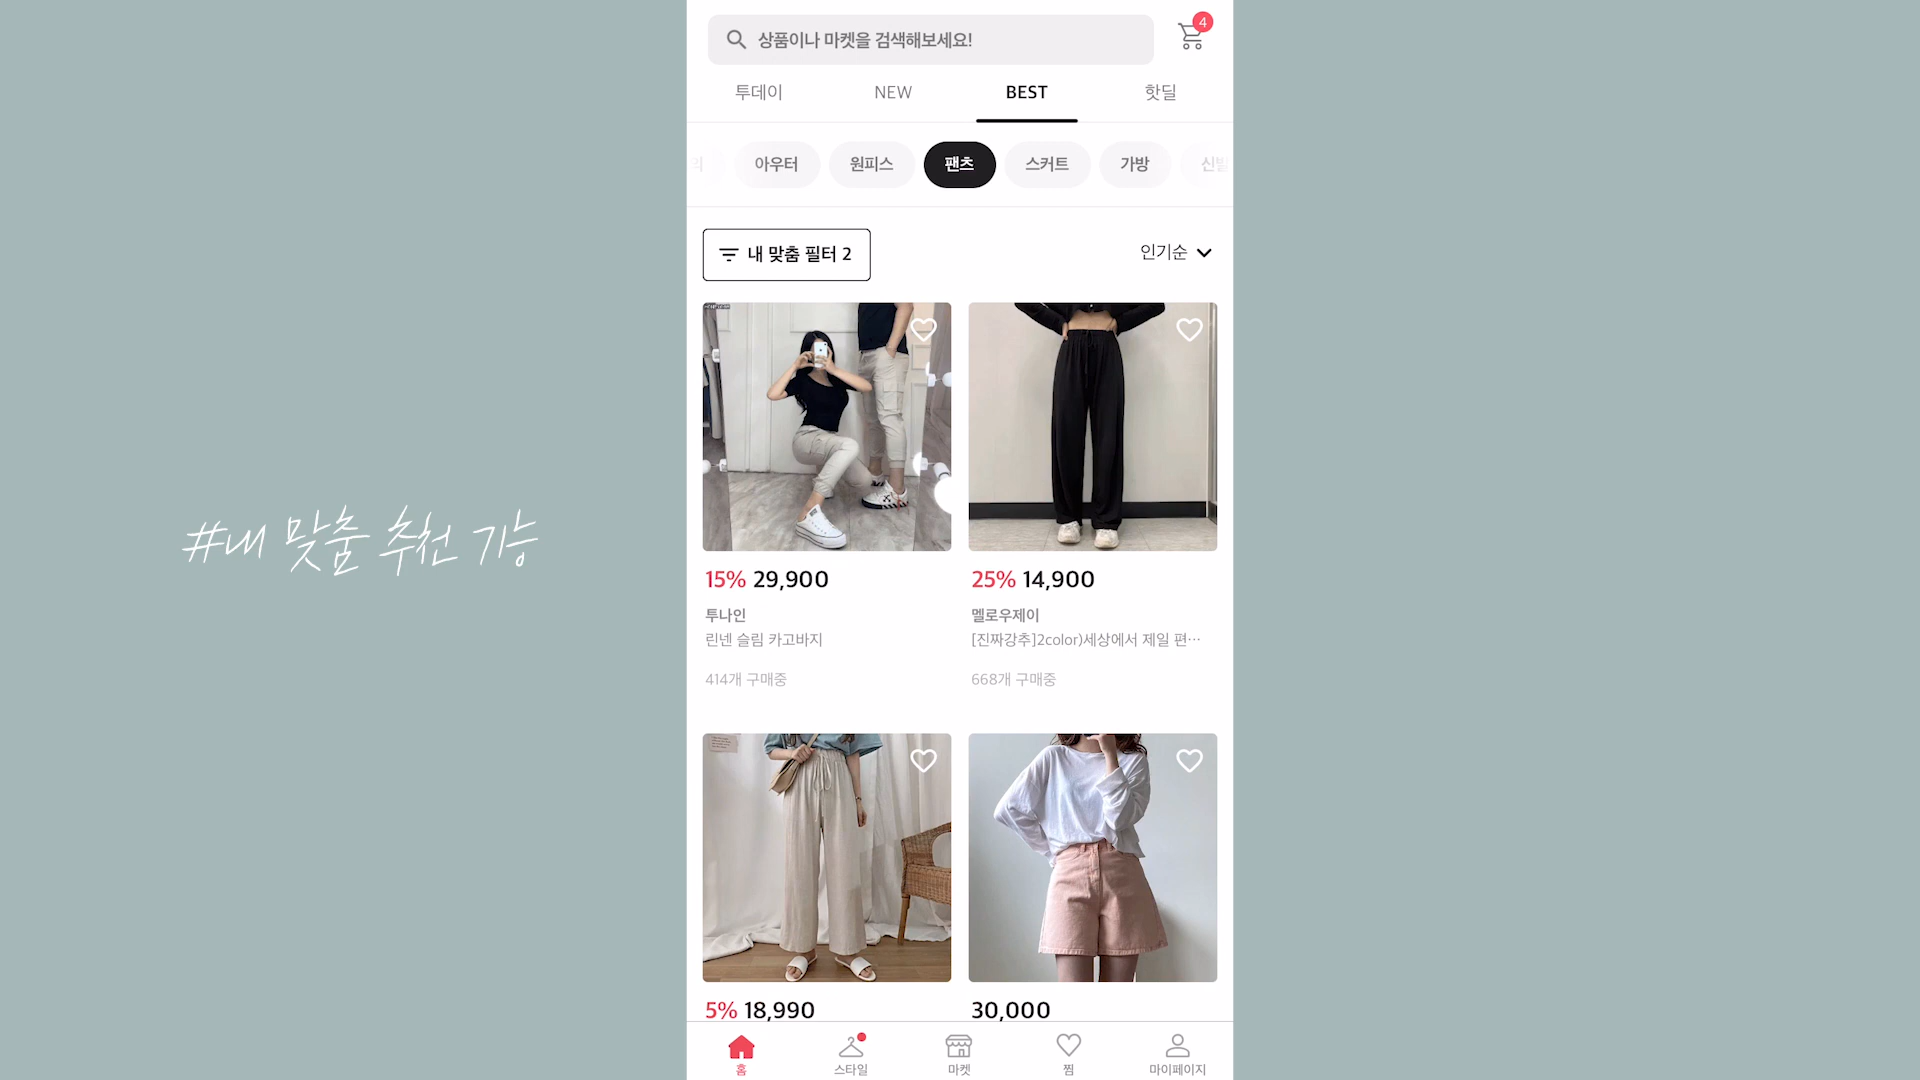 상품이나 마켓을 검색해보세요!
4
투데이 NEW BEST 핫딜
아우터 원피스 팬츠 스커트 가방 신발
내 맞춤 필터 2
인기순
#내 맞춤 추천 기능
15% 29,900
투나인
린넨 슬림 카고바지
414개 구매중
25% 14,900
멜로우제이
[진짜강추]2color)세상에서 제일 편…
668개 구매중
5% 18,990
30,000
홈 스타일 마켓 찜 마이페이지